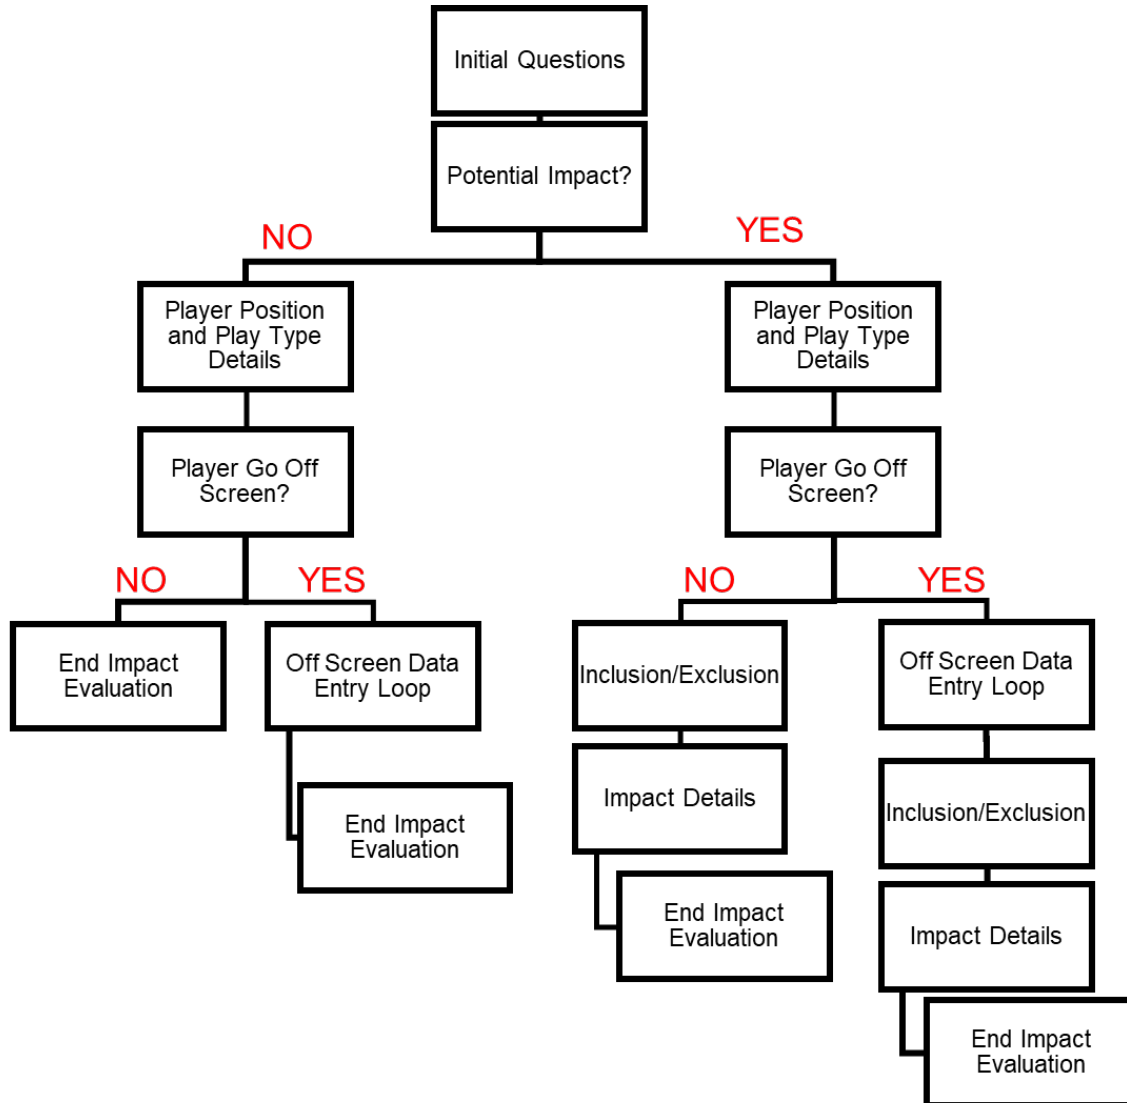 Initial Questions
Potential Impact?
NO
YES
Player Position
and Play Type
Details
Player Position
and Play Type
Details
Player Go Off
Screen?
Player Go Off
Screen?
NO
YES
NO
YES
End Impact
Evaluation
Off Screen Data
Entry Loop
Inclusion/Exclusion
Off Screen Data
Entry Loop
End Impact
Evaluation
Impact Details
Inclusion/Exclusion
End Impact
Evaluation
Impact Details
End Impact
Evaluation